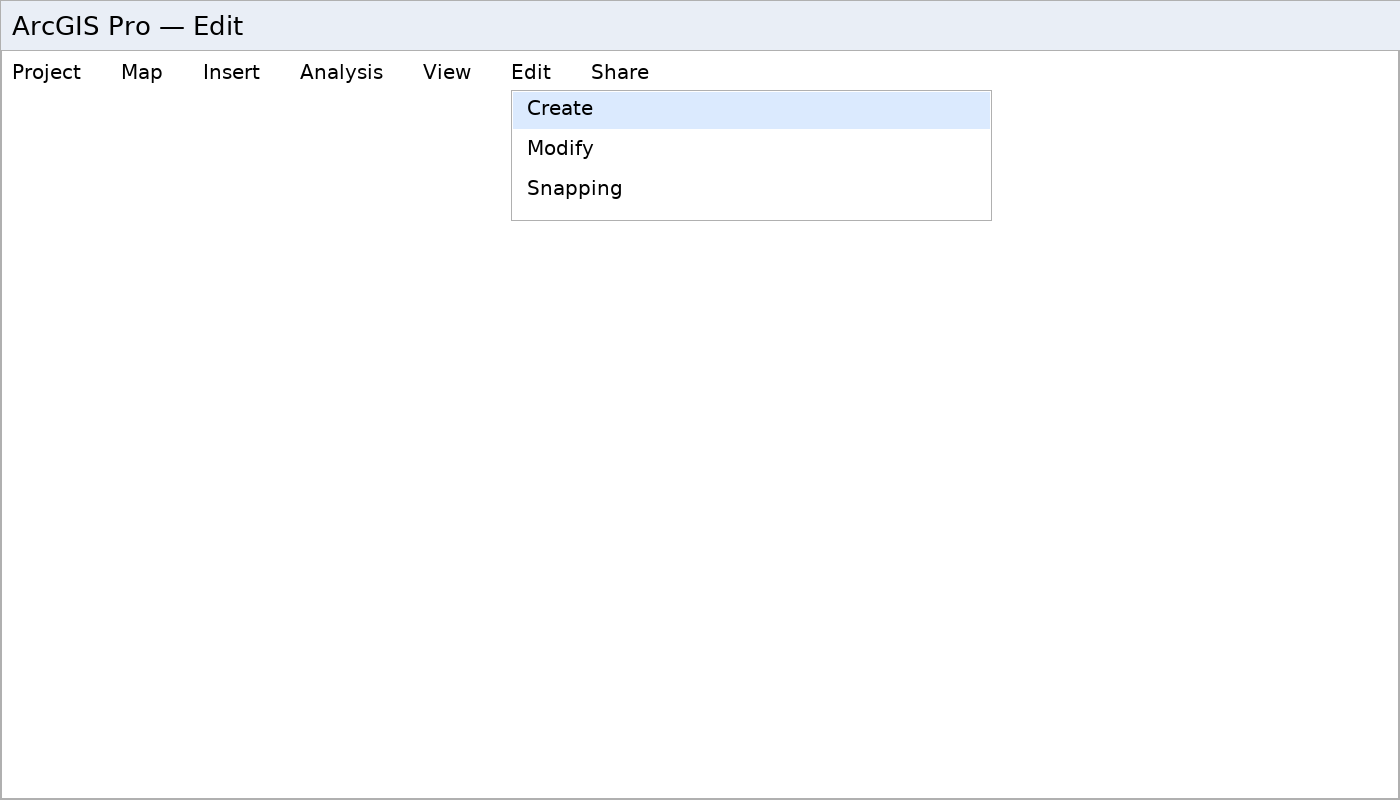 ArcGIS Pro — Edit
Project Map Insert Analysis View Edit Share
Create
Modify
Snapping